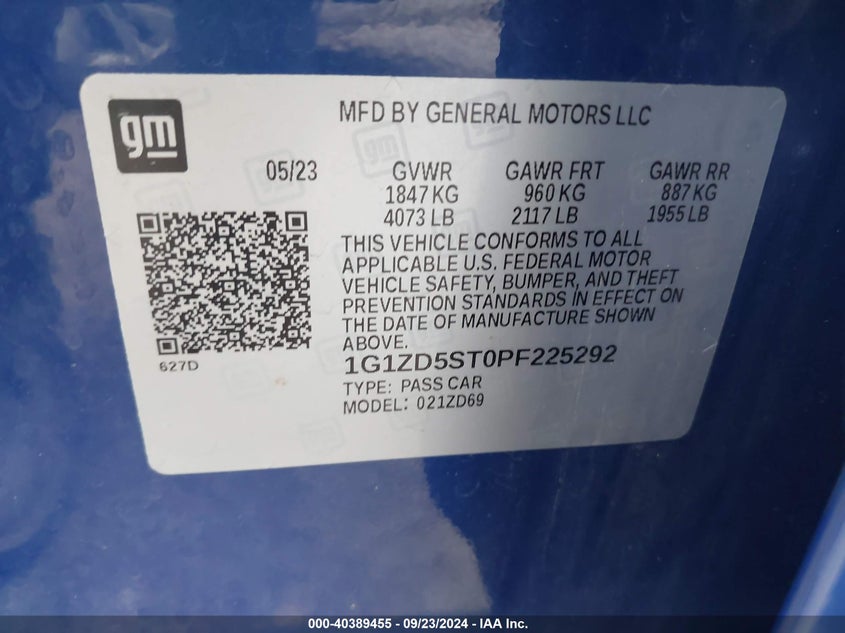 gm
MFD BY GENERAL MOTORS LLC
05/23 GVWR GAWR FRT GAWR RR
1847 KG 960 KG 887 KG
4073 LB 2117 LB 1955 LB
THIS VEHICLE CONFORMS TO ALL
APPLICABLE U.S. FEDERAL MOTOR
VEHICLE SAFETY, BUMPER, AND THEFT
PREVENTION STANDARDS IN EFFECT ON
THE DATE OF MANUFACTURE SHOWN
ABOVE.
627D
1G1ZD5ST0PF225292
TYPE: PASS CAR
MODEL: 021ZD69
000-40389455 - 09/23/2024 - IAA Inc.